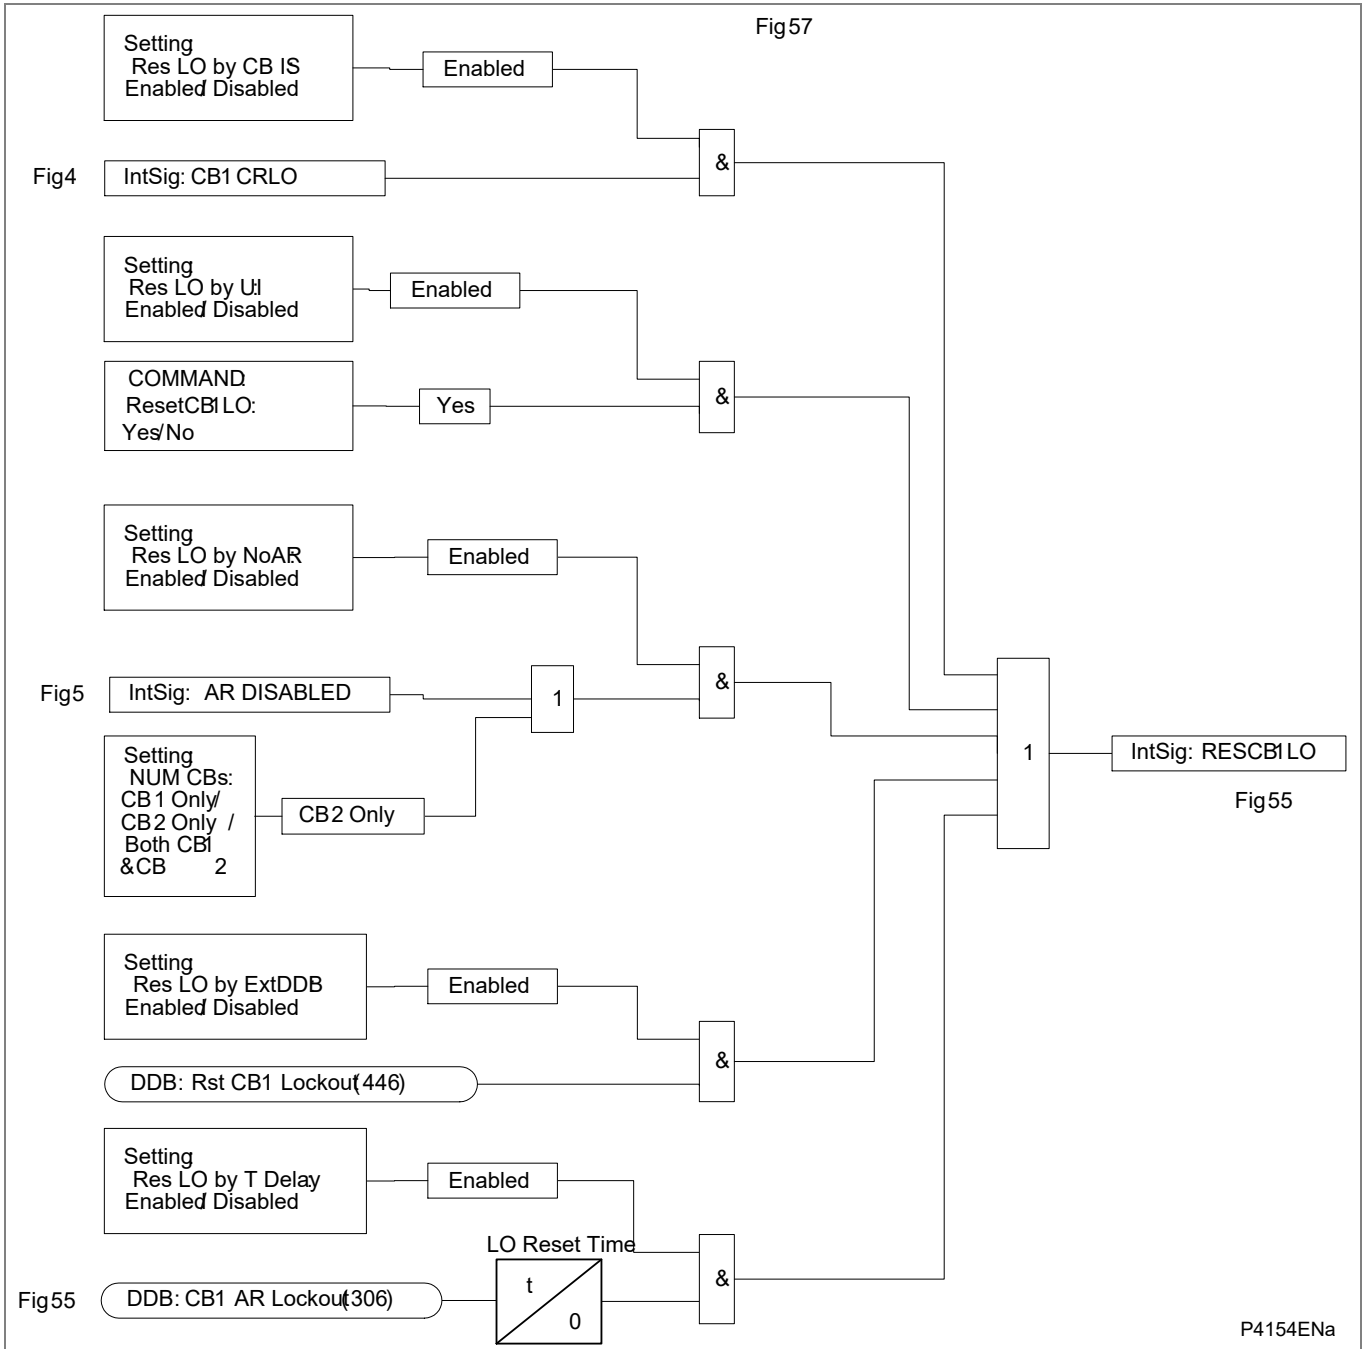 Fig57
Setting
Res LO by CB IS
Enabled/ Disabled
Enabled
&
Fig4
IntSig: CB1 CRLO
Setting
Res LO by UI
Enabled/ Disabled
Enabled
COMMAND:
ResetCB1LO:
Yes/No
Yes
&
Setting
Res LO by NoAR
Enabled/ Disabled
Enabled
Fig5
IntSig: AR DISABLED
1
&
Setting
NUM CBs:
CB1 Only/
CB2 Only /
Both CB1
&CB 2
CB2 Only
1
IntSig: RESCB1LO
Fig55
Setting
Res LO by ExtDDB
Enabled/ Disabled
Enabled
&
DDB: Rst CB1 Lockout(446)
Setting
Res LO by T Delay
Enabled/ Disabled
Enabled
LO Reset Time
t
0
&
Fig55
DDB: CB1 AR Lockout(306)
P4154ENa